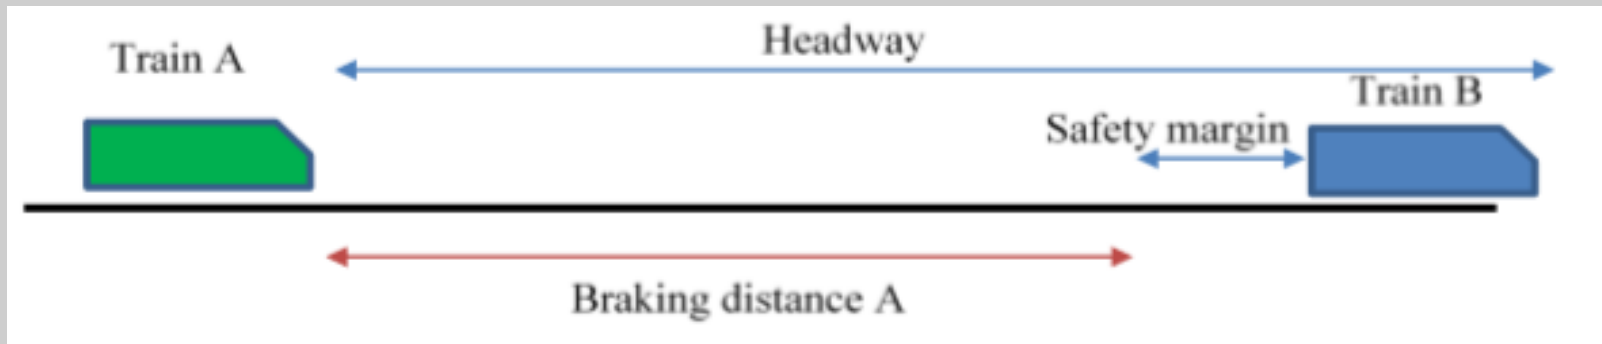 Headway
Train A
Train B
Safety margin
Braking distance A